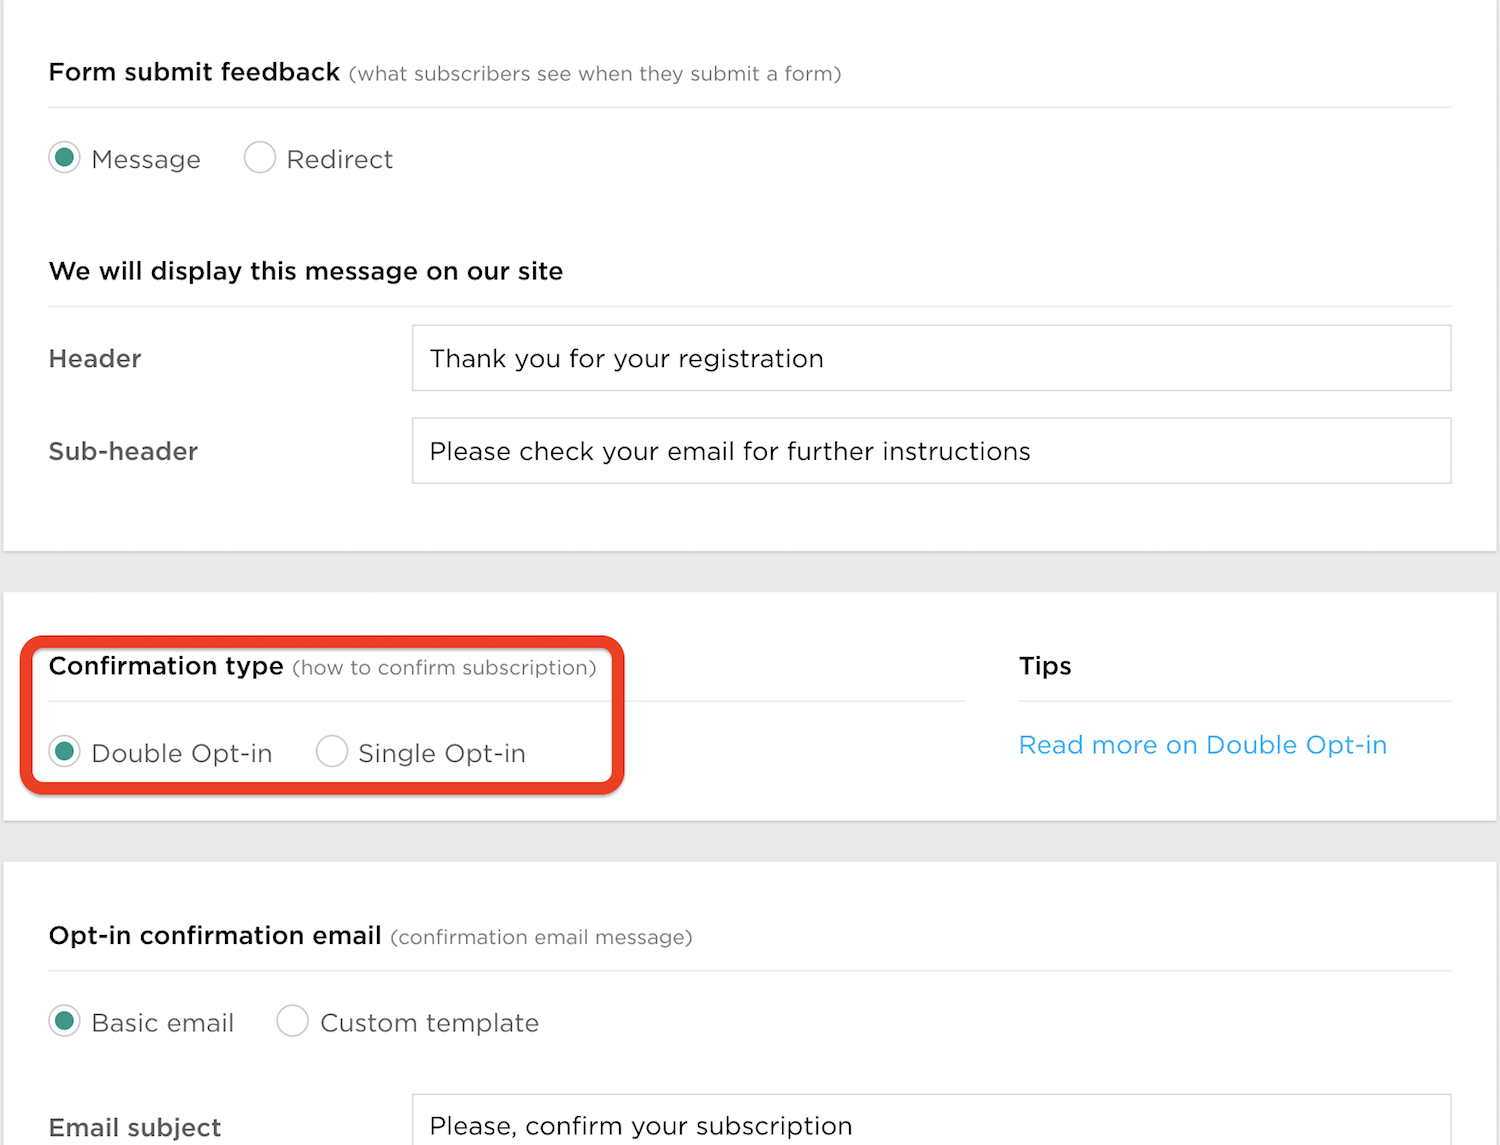 Form submit feedback (what subscribers see when they submit a form)
Message Redirect
We will display this message on our site
Header Thank you for your registration
Sub-header Please check your email for further instructions
Confirmation type (how to confirm subscription) Tips
Double Opt-in Single Opt-in Read more on Double Opt-in
Opt-in confirmation email (confirmation email message)
Basic email Custom template
Email subject Please, confirm your subscription